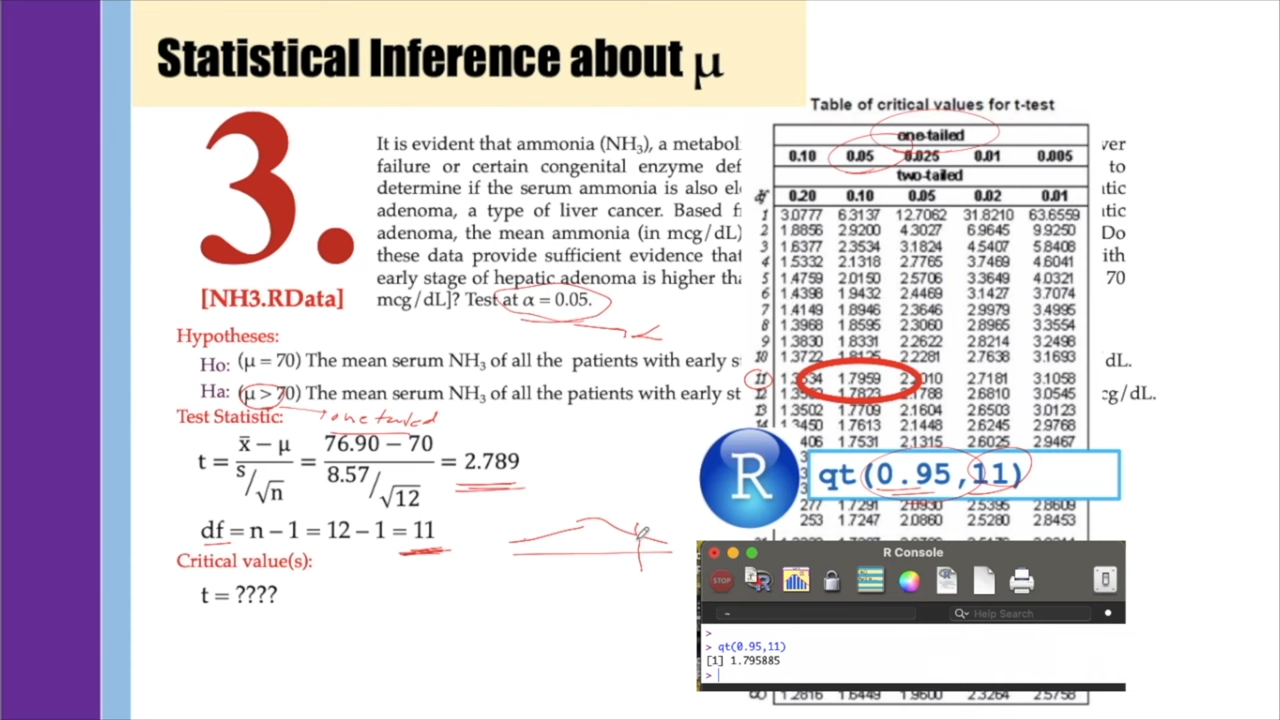 Statistical Inference about μ
3.
[NH3.RData]
It is evident that ammonia (NH₃), a metabol
failure or certain congenital enzyme def
determine if the serum ammonia is also el
adenoma, a type of liver cancer. Based f
adenoma, the mean ammonia (in mcg/dL)
these data provide sufficient evidence that
early stage of hepatic adenoma is higher tha
mcg/dL]? Test at α = 0.05.
ver
to
tic
tic
Do
ith
70
Hypotheses:
Ho: (μ = 70) The mean serum NH₃ of all the patients with early s
dL.
Ha: (μ > 70) The mean serum NH₃ of all the patients with early st
cg/dL.
Test Statistic:
one tailed
t = x̄ − μ / s/√n = 76.90 − 70 / 8.57/√12 = 2.789
df = n − 1 = 12 − 1 = 11
Critical value(s):
t = ????
Table of critical values for t-test
one-tailed
0.10 0.05 0.025 0.01 0.005
two-tailed
df 0.20 0.10 0.05 0.02 0.01
1 3.0777 6.3137 12.7062 31.8210 63.6559
2 1.8856 2.9200 4.3027 6.9645 9.9250
3 1.6377 2.3534 3.1824 4.5407 5.8408
4 1.5332 2.1318 2.7765 3.7469 4.6041
5 1.4759 2.0150 2.5706 3.3649 4.0321
6 1.4398 1.9432 2.4469 3.1427 3.7074
7 1.4149 1.8946 2.3646 2.9979 3.4995
8 1.3968 1.8595 2.3060 2.8965 3.3554
9 1.3830 1.8331 2.2622 2.8214 3.2498
10 1.3722 1.8125 2.2281 2.7638 3.1693
11 1.7959 2.7181 3.1058
12 1.7823 2.6810 3.0545
13 1.3502 1.7709 2.1604 2.6503 3.0123
14 1.3450 1.7613 2.1448 2.6245 2.9768
406 1.7531 2.1315 2.6025 2.9467
R
qt(0.95,11)
277 1.7291 2.0930 2.5395 2.8609
253 1.7247 2.0860 2.5280 2.8453
R Console
STOP
~
Help Search
>
> qt(0.95,11)
[1] 1.795885
>
∞ 1.2816 1.6449 1.9600 2.3264 2.5758